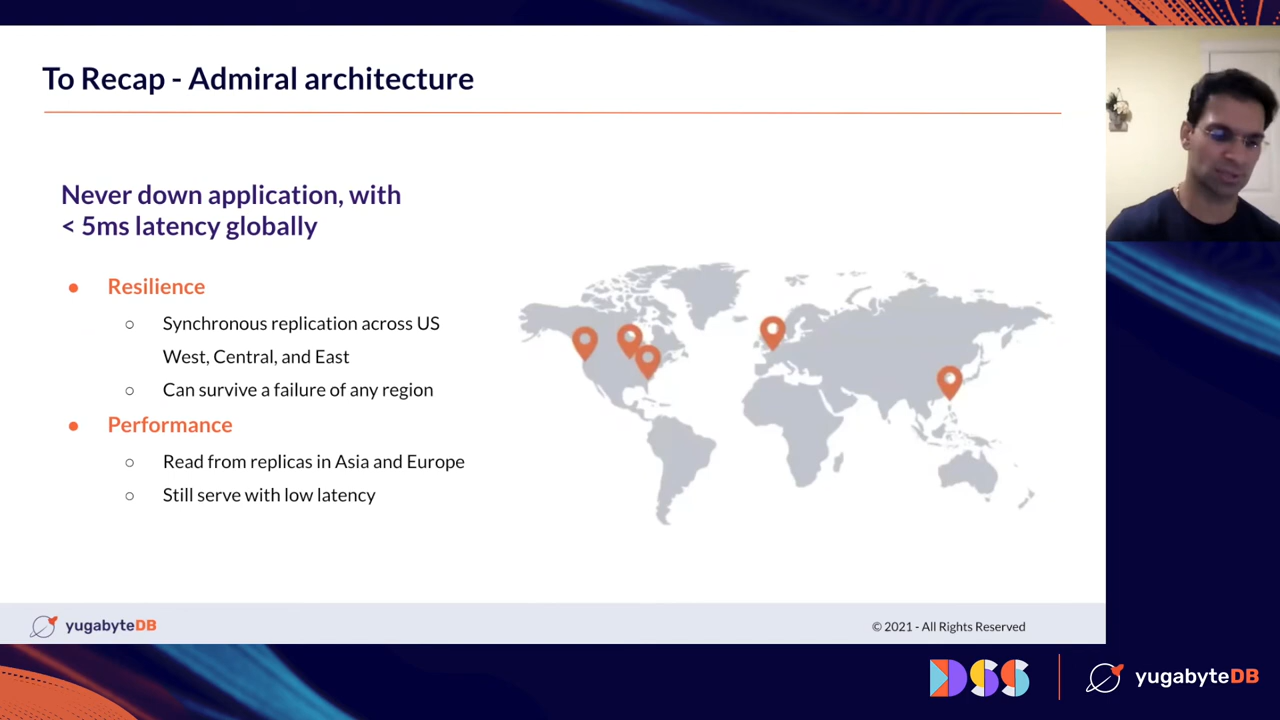 To Recap - Admiral architecture
Never down application, with
< 5ms latency globally
● Resilience
○ Synchronous replication across US
West, Central, and East
○ Can survive a failure of any region
● Performance
○ Read from replicas in Asia and Europe
○ Still serve with low latency
yugabyteDB
© 2021 - All Rights Reserved
DSS
yugabyteDB